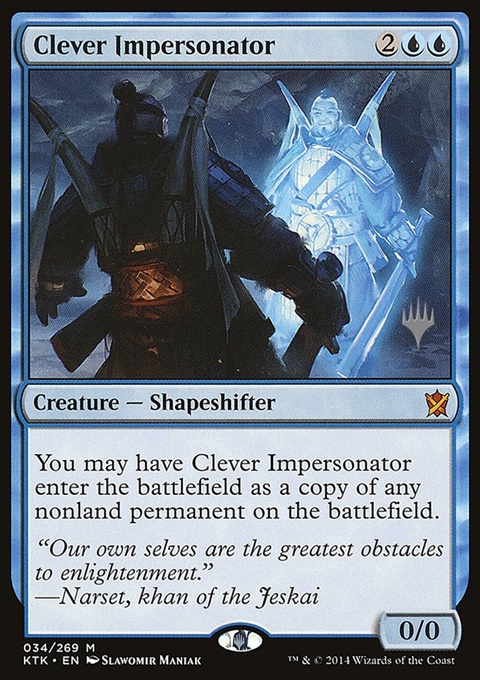 Clever Impersonator 2
Creature — Shapeshifter
You may have Clever Impersonator
enter the battlefield as a copy of any
nonland permanent on the battlefield.
“Our own selves are the greatest obstacles
to enlightenment.”
—Narset, khan of the Jeskai
0/0
034/269 M
KTK • EN Slawomir Maniak
™ & © 2014 Wizards of the Coast